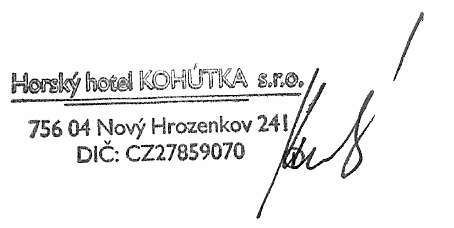 Horský hotel KOHÚTKA s.r.o.
756 04 Nový Hrozenkov 241
DIČ: CZ27859070